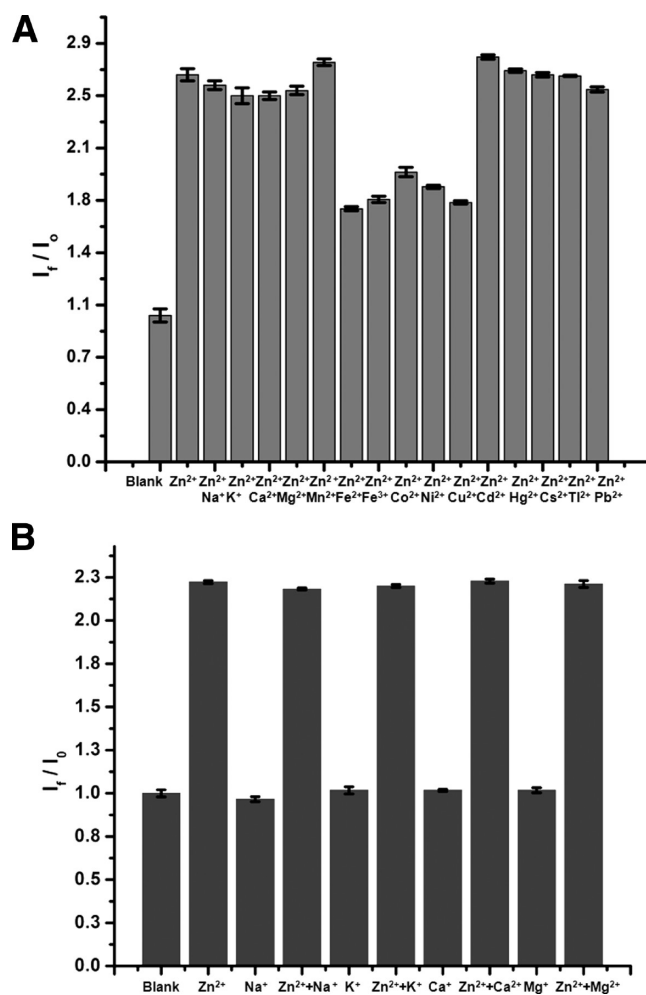 A
I_f / I_o
2.9
2.5
2.1
1.8
1.4
1.1
0.7
0.4
0.0
Blank Zn²⁺ Zn²⁺ Zn²⁺ Zn²⁺ Zn²⁺ Zn²⁺ Zn²⁺ Zn²⁺ Zn²⁺ Zn²⁺ Zn²⁺ Zn²⁺ Zn²⁺ Zn²⁺ Zn²⁺ Zn²⁺
Na⁺ K⁺ Ca²⁺ Mg²⁺ Mn²⁺ Fe²⁺ Fe³⁺ Co²⁺ Ni²⁺ Cu²⁺ Cd²⁺ Hg²⁺ Cs²⁺ Tl²⁺ Pb²⁺
B
I_f / I_0
2.3
2.0
1.8
1.5
1.3
1.0
0.8
0.5
0.3
0.0
Blank Zn²⁺ Na⁺ Zn²⁺+Na⁺ K⁺ Zn²⁺+K⁺ Ca⁺ Zn²⁺+Ca²⁺ Mg⁺ Zn²⁺+Mg²⁺